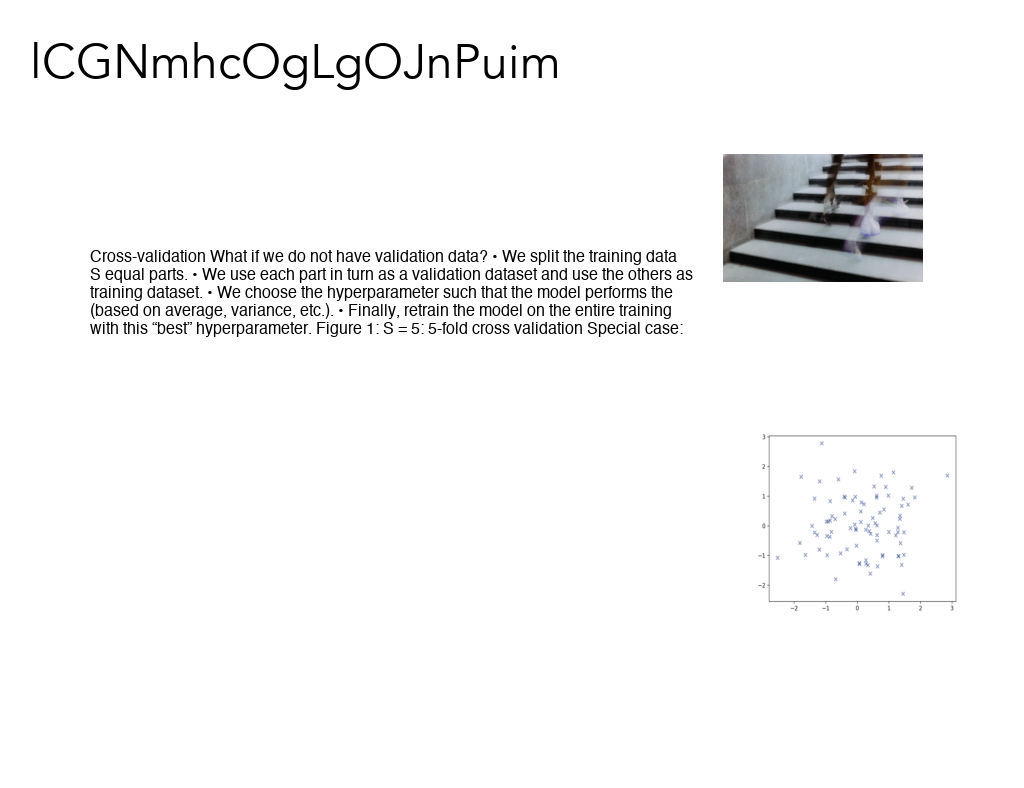 lCGNmhcOgLgOJnPuim
Cross-validation What if we do not have validation data? • We split the training data
S equal parts. • We use each part in turn as a validation dataset and use the others as
training dataset. • We choose the hyperparameter such that the model performs the
(based on average, variance, etc.). • Finally, retrain the model on the entire training
with this “best” hyperparameter. Figure 1: S = 5: 5-fold cross validation Special case:
3
2
1
0
−1
−2
−2 −1 0 1 2 3